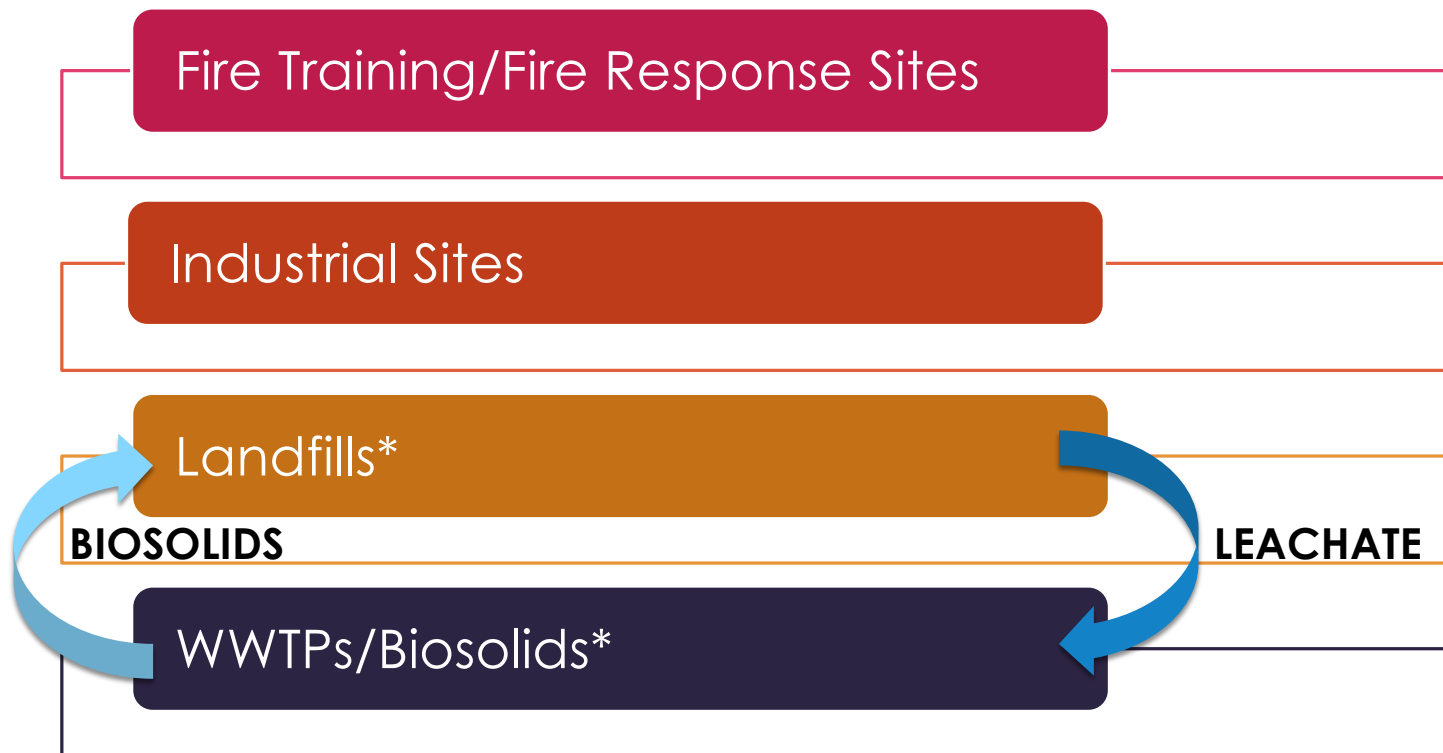 Fire Training/Fire Response Sites
Industrial Sites
Landfills*
BIOSOLIDS
LEACHATE
WWTPs/Biosolids*